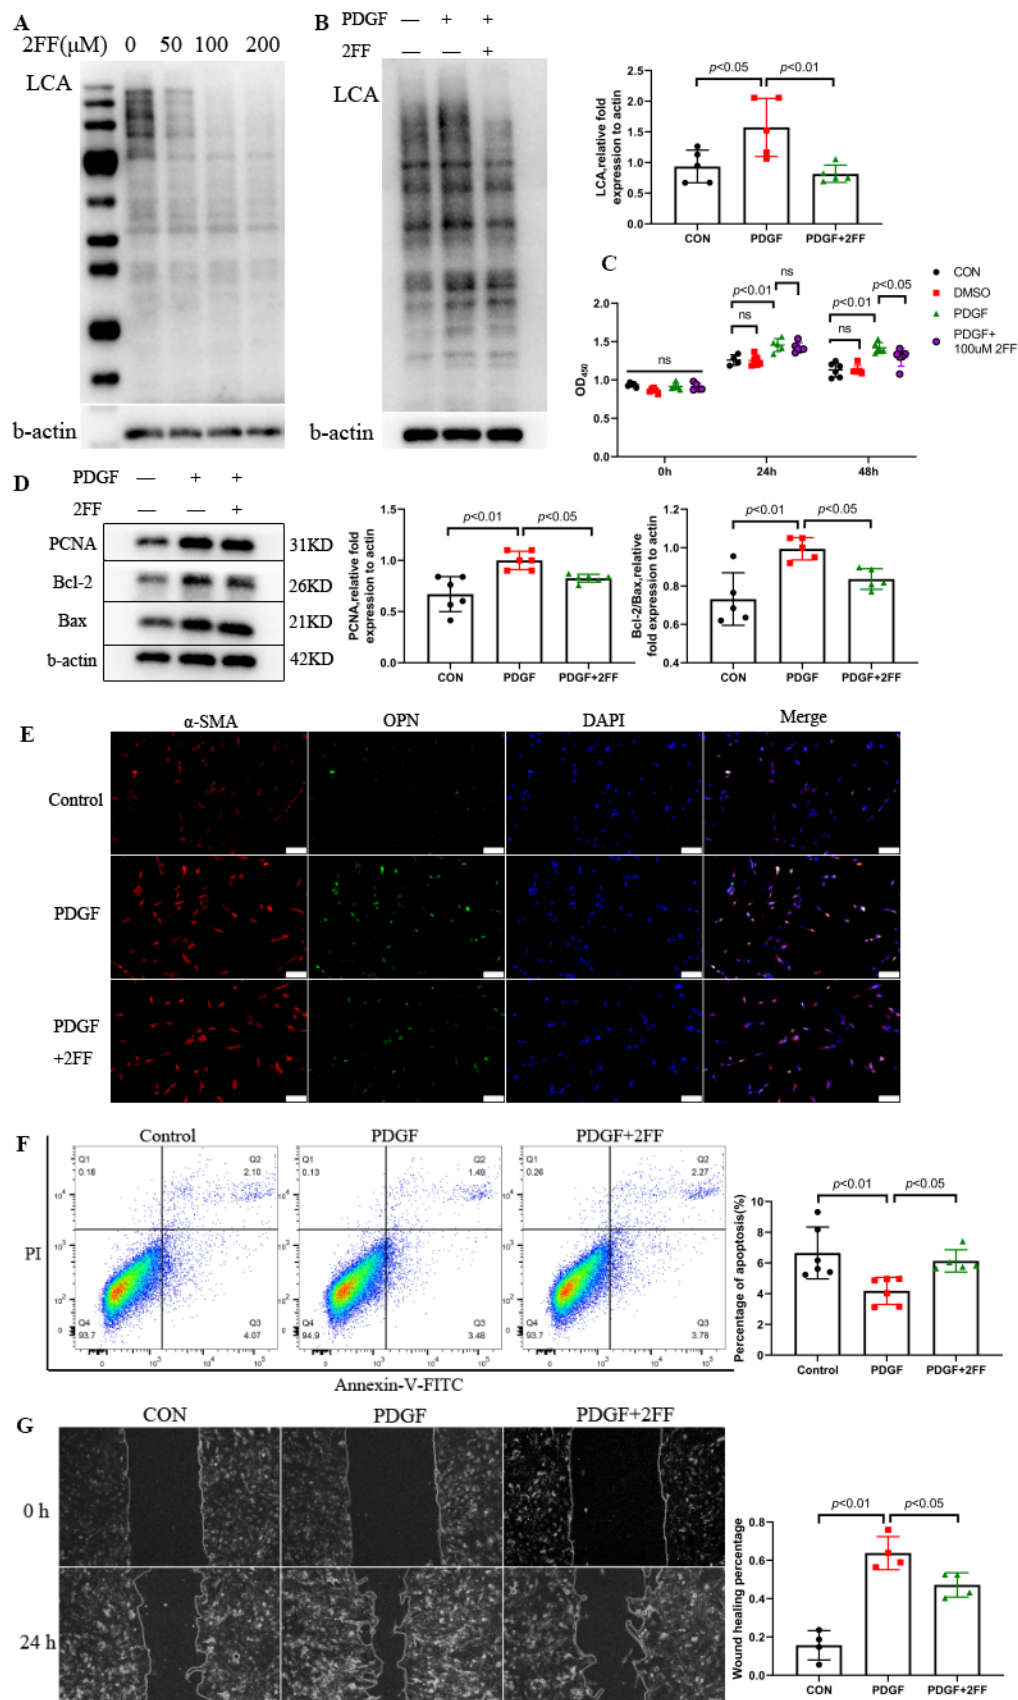 A
2FF(μM) 0 50 100 200
LCA
b-actin
B
PDGF — + +
2FF — — +
LCA
b-actin
LCA,relative fold
expression to actin
2.5
2.0
1.5
1.0
0.5
0.0
p<0.05
p<0.01
CON PDGF PDGF+2FF
C
OD450
2.0
1.5
1.0
0.5
0.0
ns
p<0.01
ns
ns
p<0.01
p<0.05
ns
0h 24h 48h
CON
DMSO
PDGF
PDGF+
100uM 2FF
D
PDGF — + +
2FF — — +
PCNA 31KD
Bcl-2 26KD
Bax 21KD
b-actin 42KD
PCNA,relative fold
expression to actin
1.5
1.0
0.5
0.0
p<0.01
p<0.05
CON PDGF PDGF+2FF
Bcl-2/Bax,relative
fold expression to actin
1.2
1.0
0.8
0.6
0.4
p<0.01
p<0.05
CON PDGF PDGF+2FF
E
α-SMA OPN DAPI Merge
Control
PDGF
PDGF
+2FF
F
Control PDGF PDGF+2FF
Q1
0.18
Q2
2.10
Q4
93.7
Q3
4.07
Q1
0.13
Q2
1.49
Q4
94.9
Q3
3.48
Q1
0.26
Q2
2.27
Q4
93.7
Q3
3.78
PI
Annexin-V-FITC
Percentage of apoptosis(%)
10
8
6
4
2
0
p<0.01
p<0.05
Control PDGF PDGF+2FF
G
CON PDGF PDGF+2FF
0 h
24 h
Wound healing percentage
0.8
0.6
0.4
0.2
0.0
p<0.01
p<0.05
CON PDGF PDGF+2FF